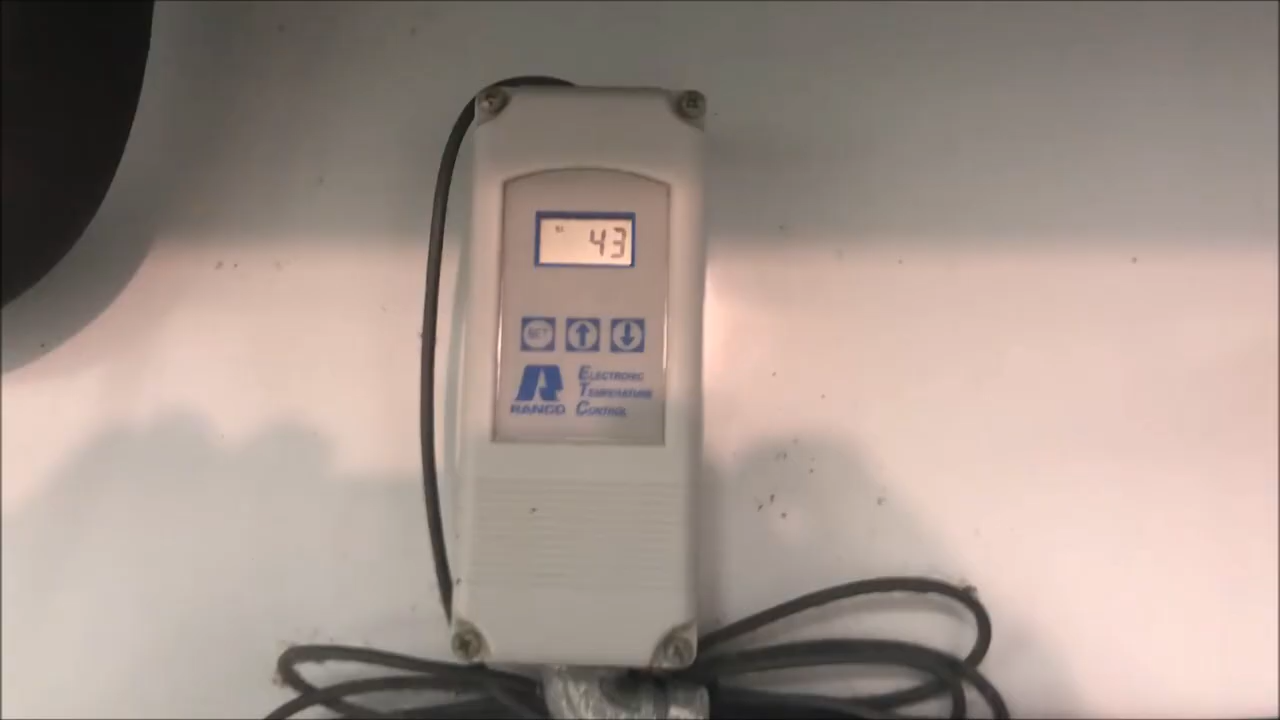 43
SET
RANCO
ELECTRONIC
TEMPERATURE
CONTROL